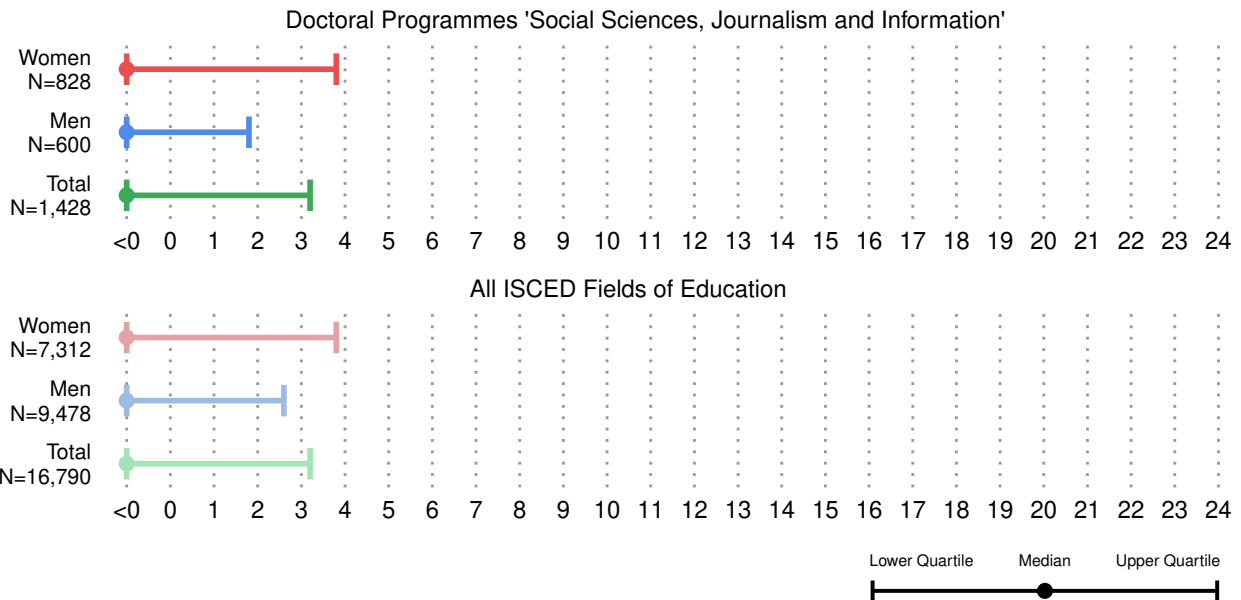 Doctoral Programmes 'Social Sciences, Journalism and Information'
Women
N=828
Men
N=600
Total
N=1,428
<0 0 1 2 3 4 5 6 7 8 9 10 11 12 13 14 15 16 17 18 19 20 21 22 23 24
All ISCED Fields of Education
Women
N=7,312
Men
N=9,478
Total
N=16,790
<0 0 1 2 3 4 5 6 7 8 9 10 11 12 13 14 15 16 17 18 19 20 21 22 23 24
Lower Quartile Median Upper Quartile